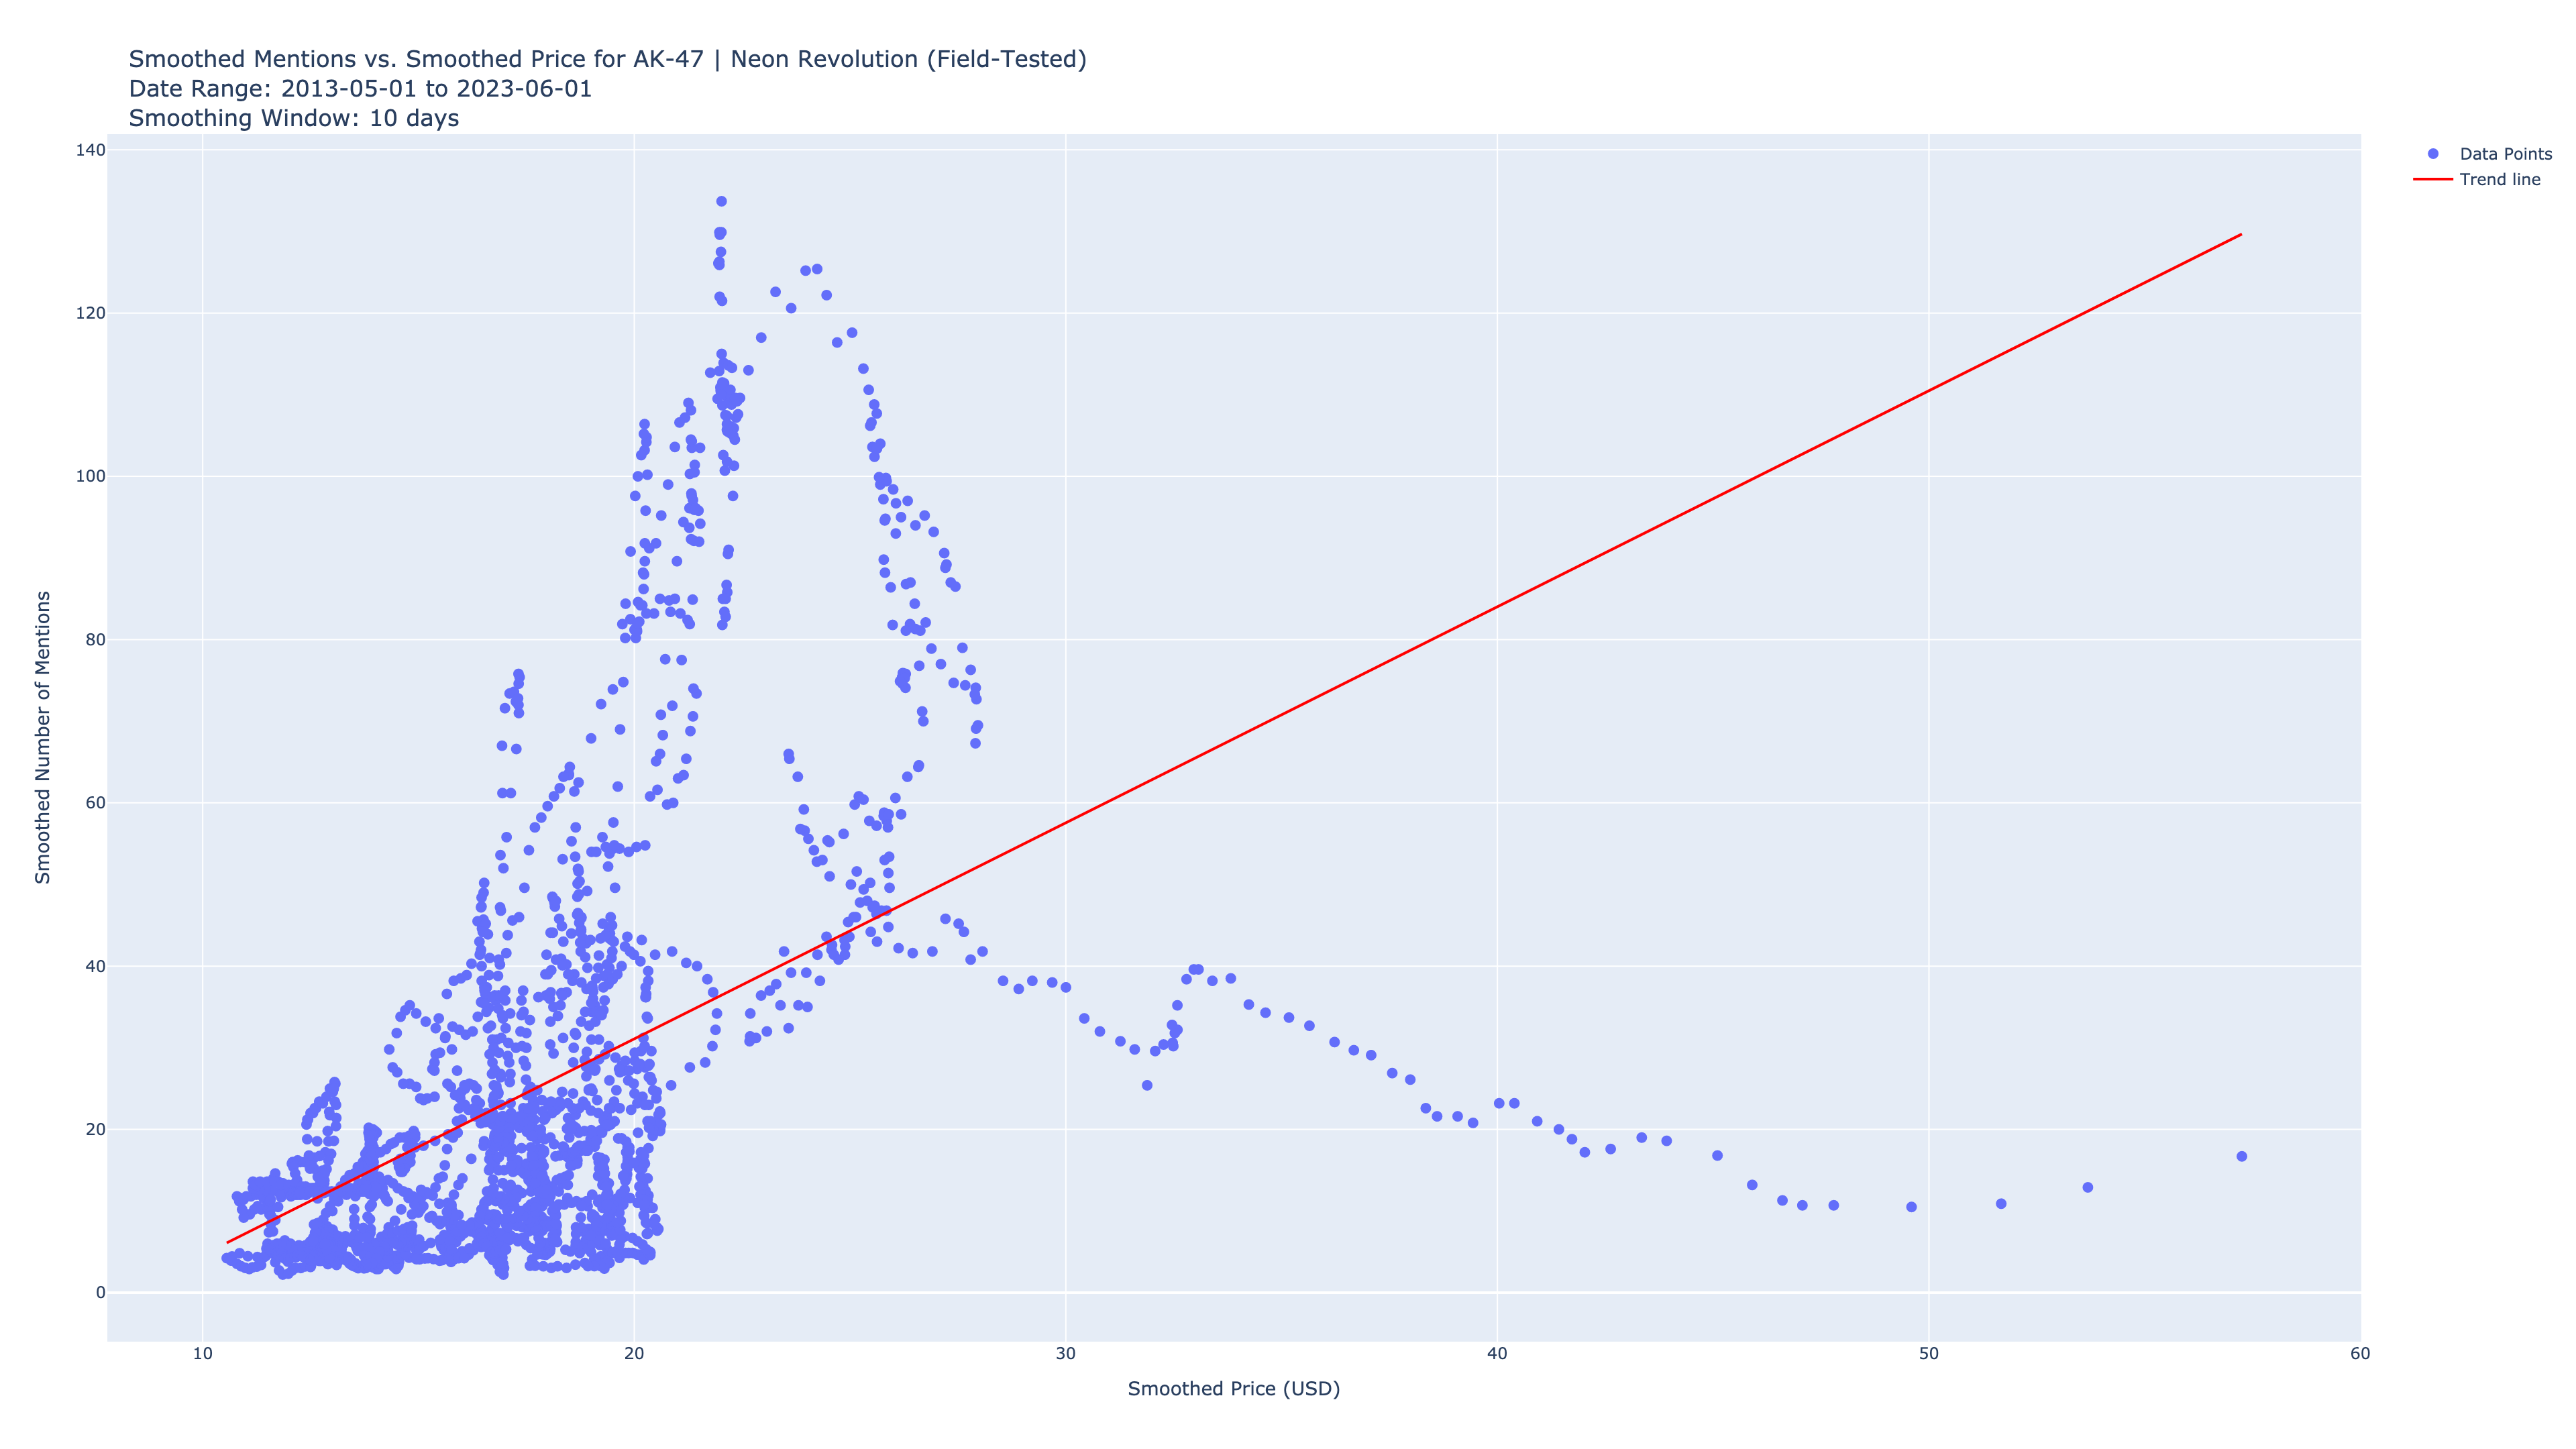 Smoothed Mentions vs. Smoothed Price for AK-47 | Neon Revolution (Field-Tested)
Date Range: 2013-05-01 to 2023-06-01
Smoothing Window: 10 days
Data Points
Trend line
140
120
100
80
60
40
20
0
Smoothed Number of Mentions
10
20
30
40
50
60
Smoothed Price (USD)